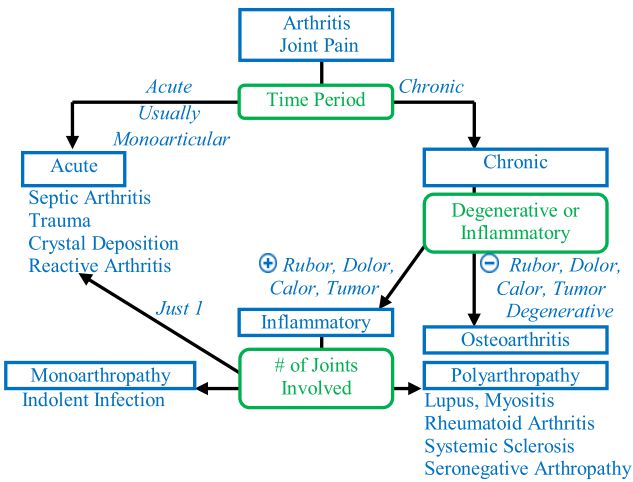 Arthritis
Joint Pain
Time Period
Acute
Usually
Monoarticular
Chronic
Acute
Septic Arthritis
Trauma
Crystal Deposition
Reactive Arthritis
Chronic
Degenerative or
Inflammatory
+ Rubor, Dolor,
Calor, Tumor
− Rubor, Dolor,
Calor, Tumor
Degenerative
Just 1
Inflammatory
Osteoarthritis
# of Joints
Involved
Monoarthropathy
Indolent Infection
Polyarthropathy
Lupus, Myositis
Rheumatoid Arthritis
Systemic Sclerosis
Seronegative Arthropathy